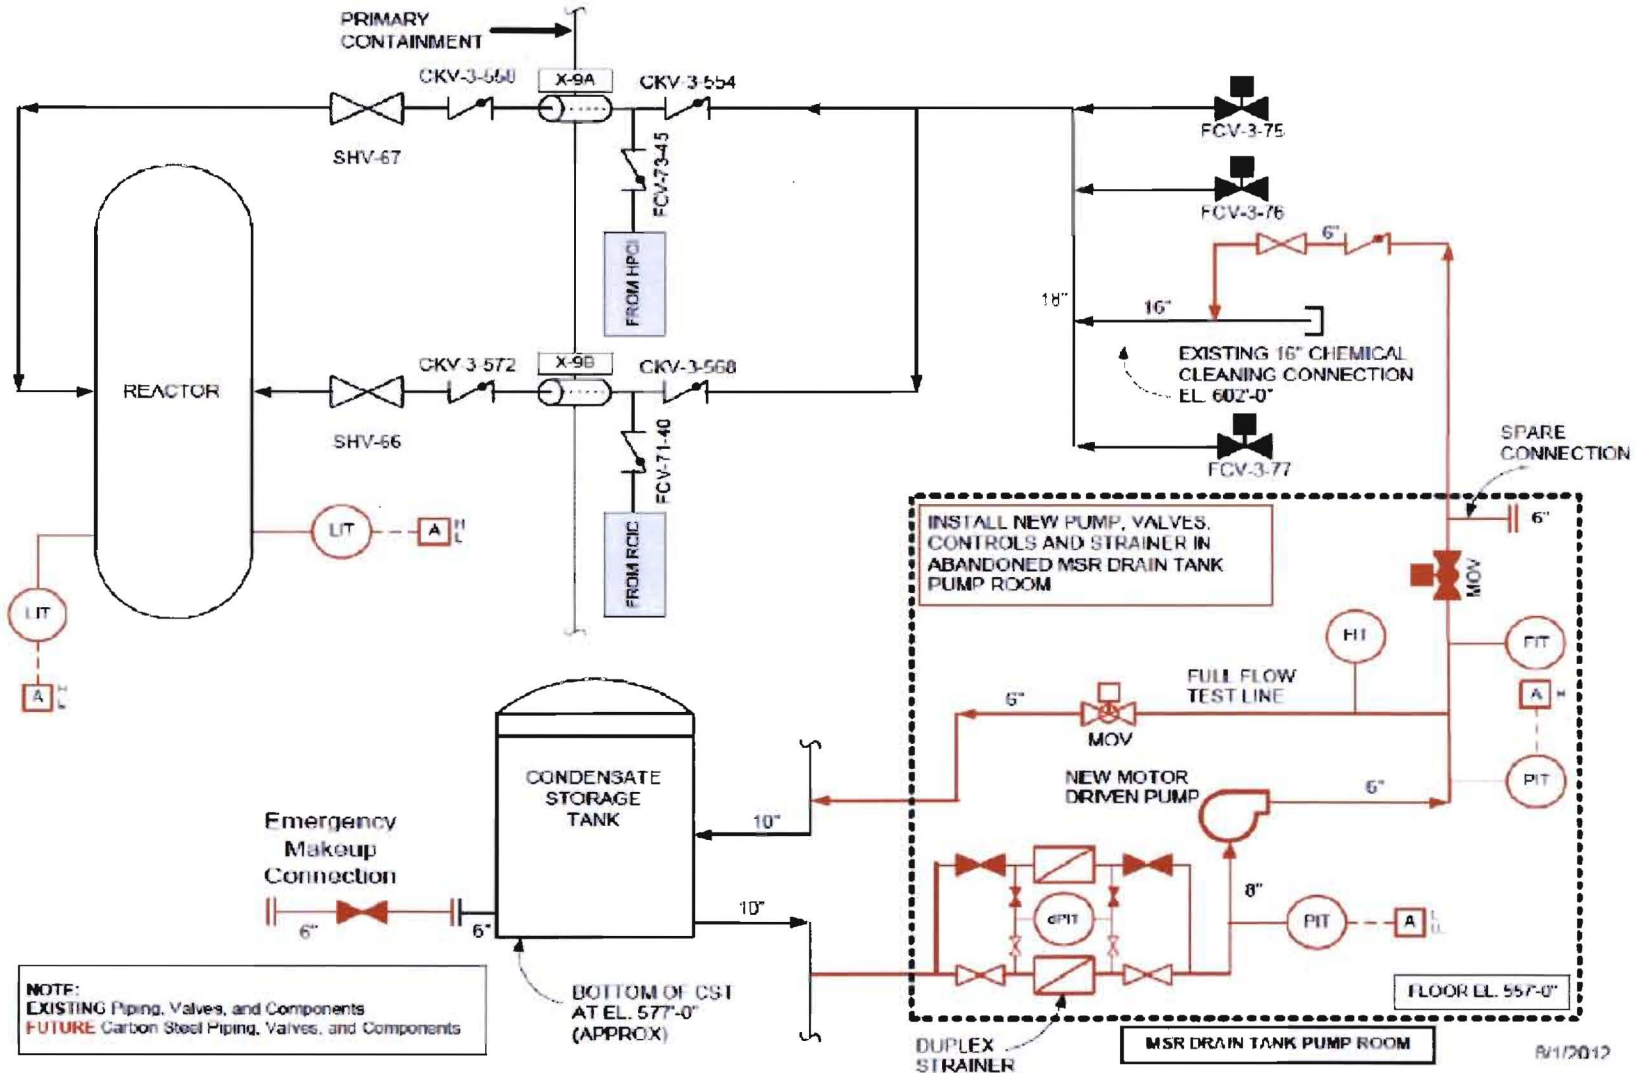 PRIMARY
CONTAINMENT
CKV-3-558
X-9A
CKV-3-554
SHV-67
FCV-73-45
FROM HPCI
FCV-3-75
FCV-3-76
6"
18"
16"
EXISTING 16" CHEMICAL
CLEANING CONNECTION
EL. 602'-0"
FCV-3-77
REACTOR
CKV-3-572
X-9B
CKV-3-568
SHV-66
FCV-71-40
FROM RCIC
LIT
A
H
L
LIT
A
H
L
SPARE
CONNECTION
6"
INSTALL NEW PUMP, VALVES,
CONTROLS AND STRAINER IN
ABANDONED MSR DRAIN TANK
PUMP ROOM
MOV
FIT
FIT
FULL FLOW
TEST LINE
A
H
6"
MOV
PIT
NEW MOTOR
DRIVEN PUMP
6"
CONDENSATE
STORAGE
TANK
10"
10"
Emergency
Makeup
Connection
6"
6"
8"
dPIT
PIT
A
L
BOTTOM OF CST
AT EL. 577'-0"
(APPROX)
DUPLEX
STRAINER
FLOOR EL. 557'-0"
MSR DRAIN TANK PUMP ROOM
NOTE:
EXISTING Piping, Valves, and Components
FUTURE Carbon Steel Piping, Valves, and Components
8/1/2012